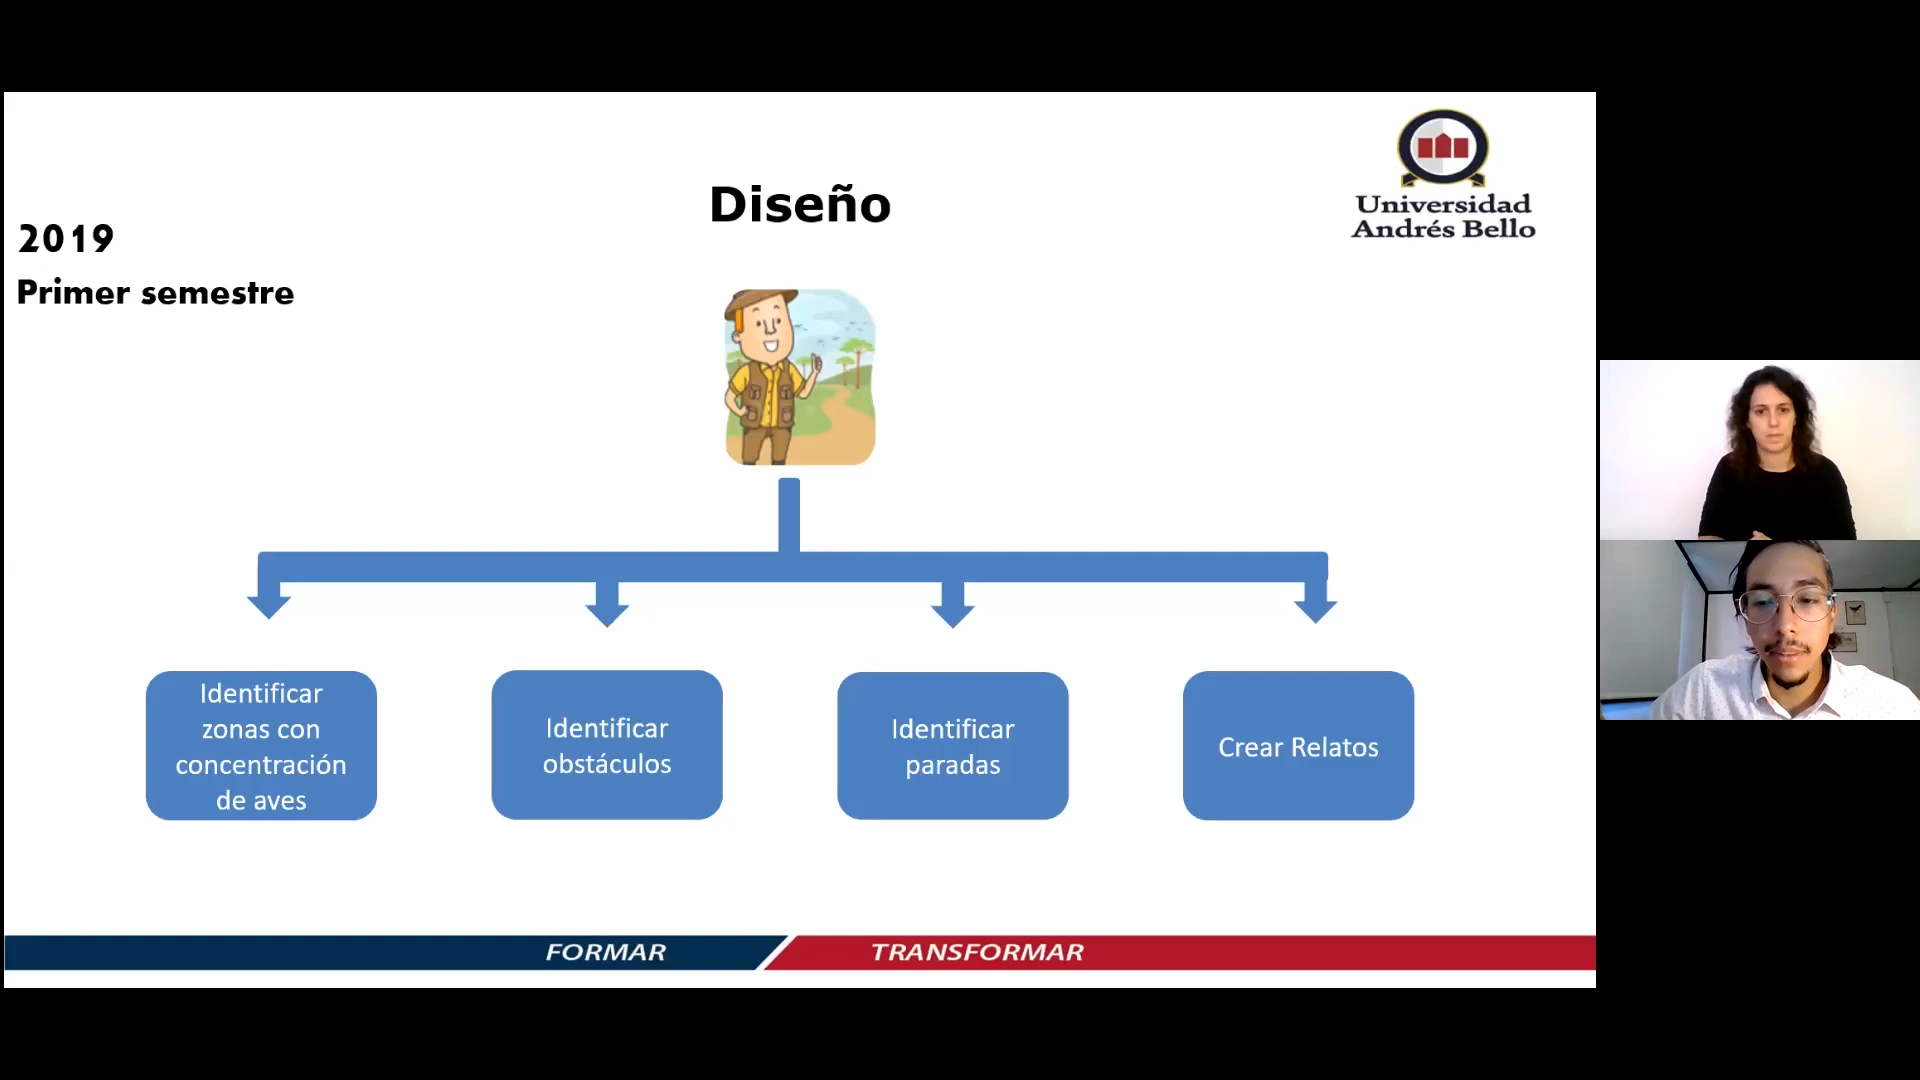 Diseño
Universidad
Andrés Bello
2019
Primer semestre
Identificar
zonas con
concentración
de aves
Identificar
obstáculos
Identificar
paradas
Crear Relatos
FORMAR
TRANSFORMAR